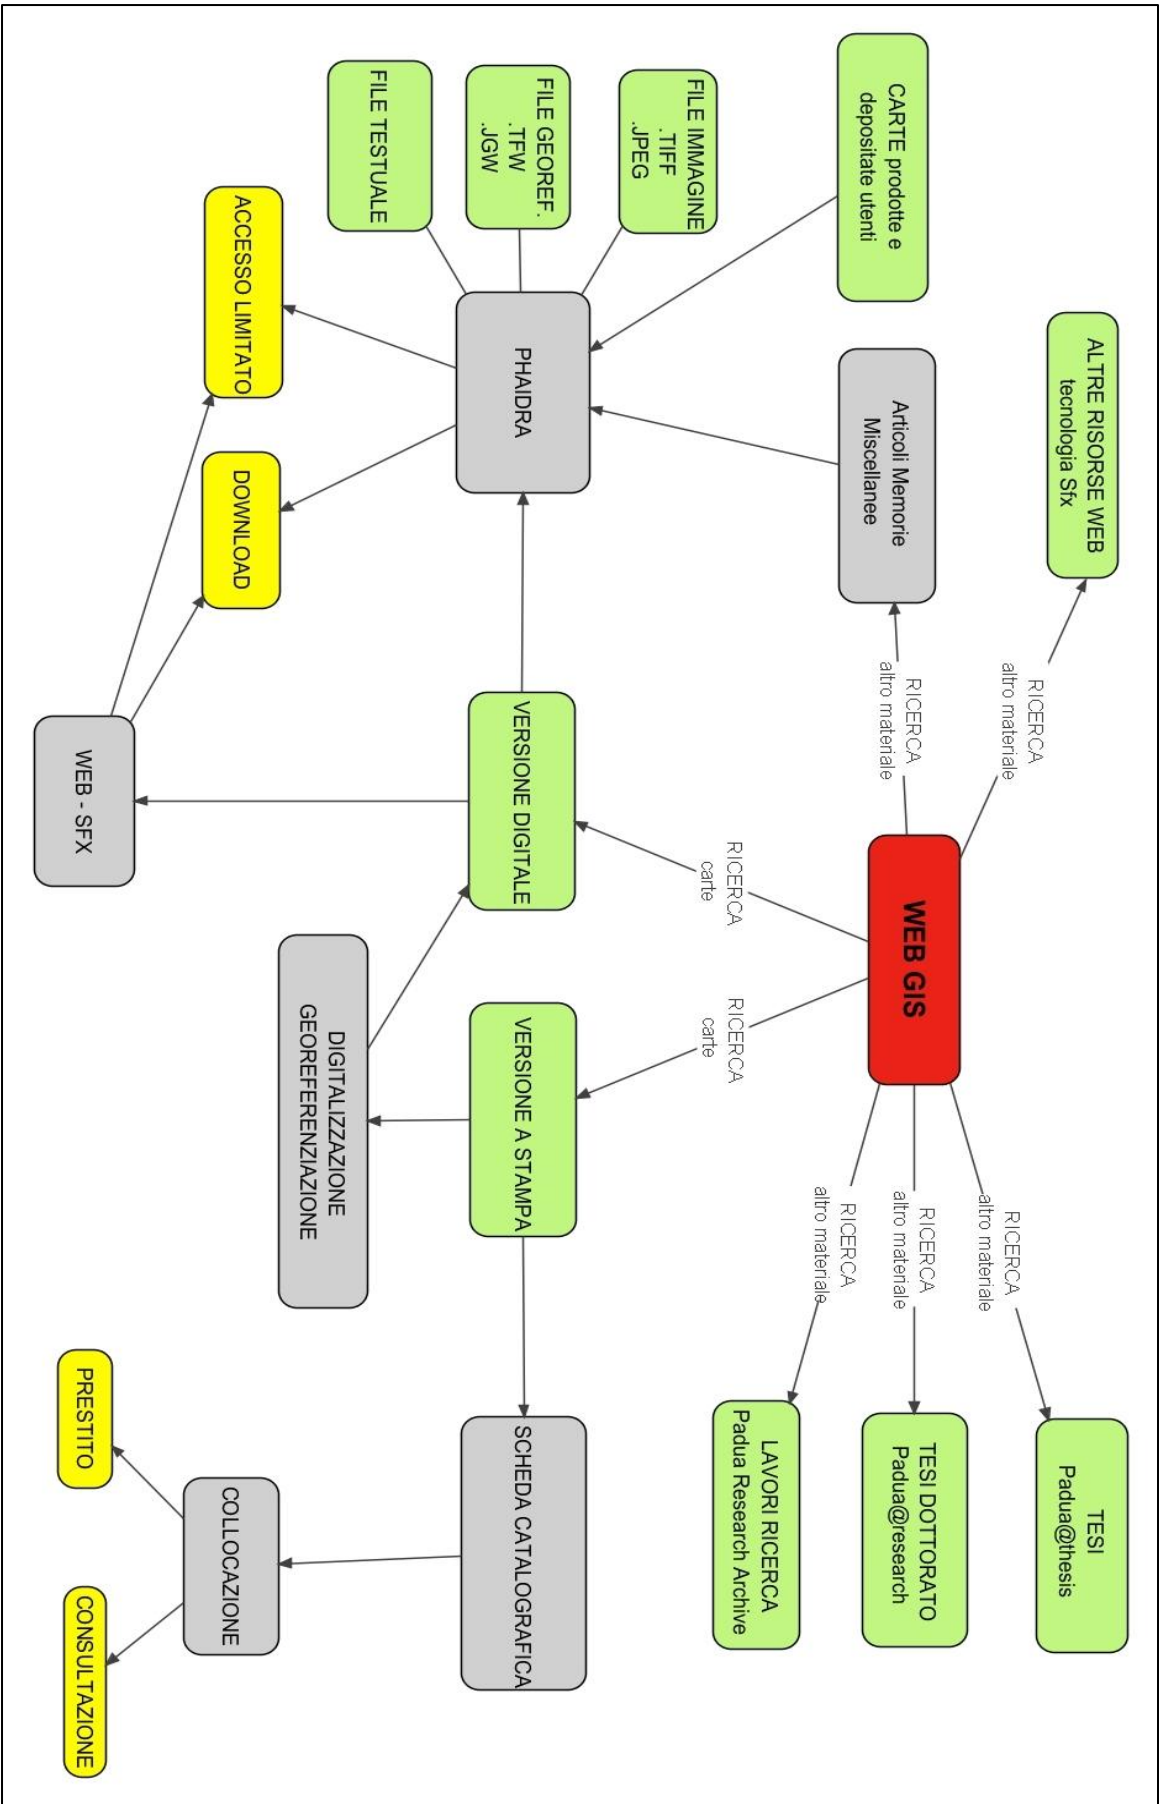 ALTRE RISORSE WEB
tecnologia Sfx
RICERCA
altro materiale
RICERCA
altro materiale
TESI
Padua@thesis
CARTE prodotte e
depositate utenti
Articoli Memorie
Miscellanee
RICERCA
altro materiale
WEB GIS
RICERCA
altro materiale
TESI DOTTORATO
Padua@research
RICERCA
altro materiale
LAVORI RICERCA
Padua Research Archive
FILE IMMAGINE
.TIFF
.JPEG
RICERCA
carte
RICERCA
carte
FILE GEOREF.
.TFW
.JGW
PHAIDRA
VERSIONE DIGITALE
VERSIONE A STAMPA
SCHEDA CATALOGRAFICA
FILE TESTUALE
DIGITALIZZAZIONE
GEOREFERENZIAZIONE
ACCESSO LIMITATO
DOWNLOAD
COLLOCAZIONE
WEB - SFX
PRESTITO
CONSULTAZIONE